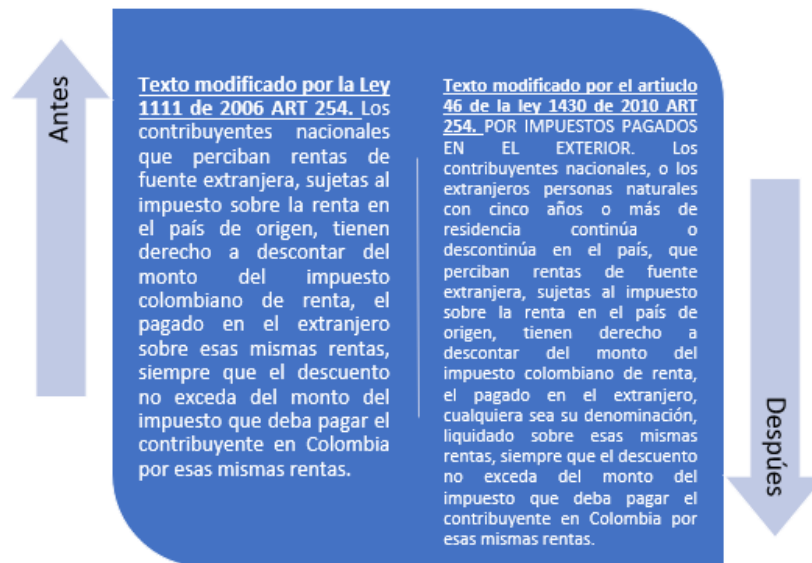 Antes
Texto modificado por la Ley
1111 de 2006 ART 254. Los
contribuyentes nacionales
que perciban rentas de
fuente extranjera, sujetas al
impuesto sobre la renta en
el país de origen, tienen
derecho a descontar del
monto del impuesto
colombiano de renta, el
pagado en el extranjero
sobre esas mismas rentas,
siempre que el descuento
no exceda del monto del
impuesto que deba pagar el
contribuyente en Colombia
por esas mismas rentas.
Texto modificado por el artiuclo
46 de la ley 1430 de 2010 ART
254. POR IMPUESTOS PAGADOS
EN EL EXTERIOR. Los
contribuyentes nacionales, o los
extranjeros personas naturales
con cinco años o más de
residencia continúa o
descontinúa en el país, que
perciban rentas de fuente
extranjera, sujetas al impuesto
sobre la renta en el país de
origen, tienen derecho a
descontar del monto del
impuesto colombiano de renta,
el pagado en el extranjero,
cualquiera sea su denominación,
liquidado sobre esas mismas
rentas, siempre que el descuento
no exceda del monto del
impuesto que deba pagar el
contribuyente en Colombia por
esas mismas rentas.
Despúes